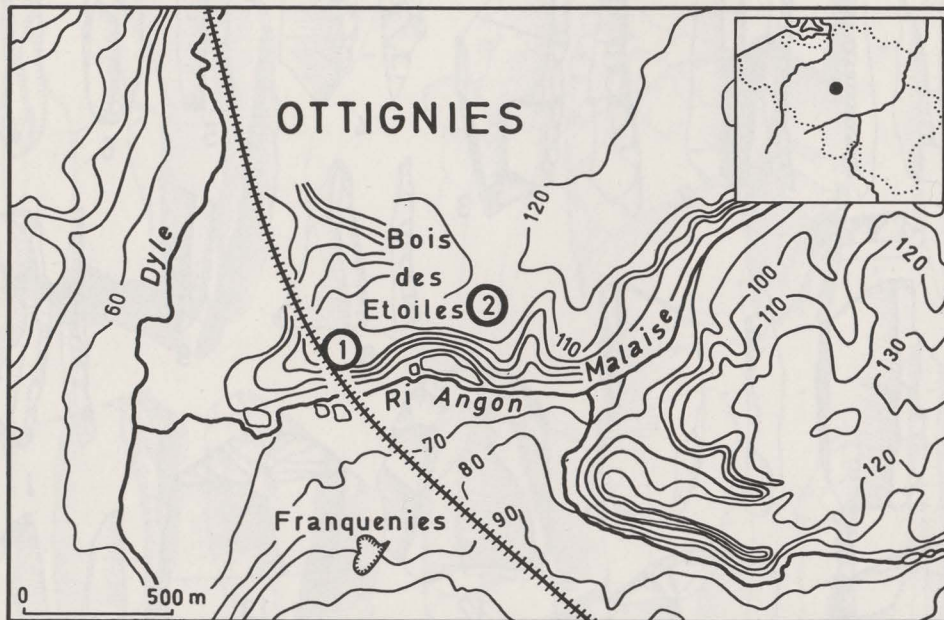 OTTIGNIES
120
Dyle
Bois
des
Etoiles
2
1
60
100
120
110
110
Malaise
130
Ri Angon
70
80
120
90
Franquenies
0 500 m